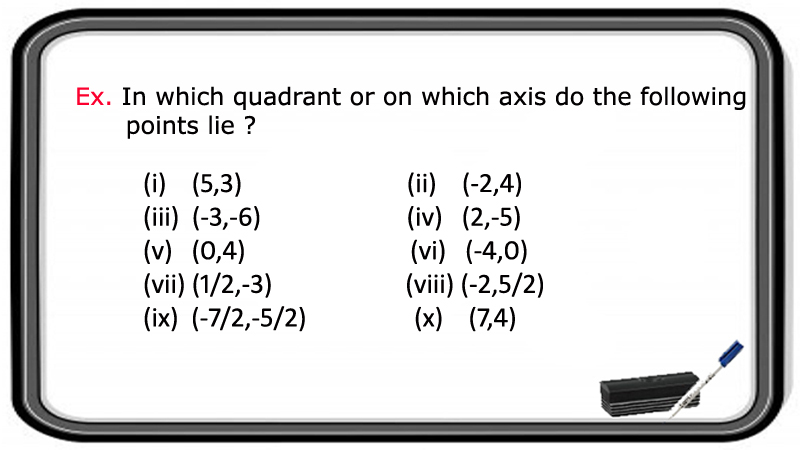 Ex. In which quadrant or on which axis do the following
points lie ?
(i) (5,3) (ii) (-2,4)
(iii) (-3,-6) (iv) (2,-5)
(v) (0,4) (vi) (-4,0)
(vii) (1/2,-3) (viii) (-2,5/2)
(ix) (-7/2,-5/2) (x) (7,4)